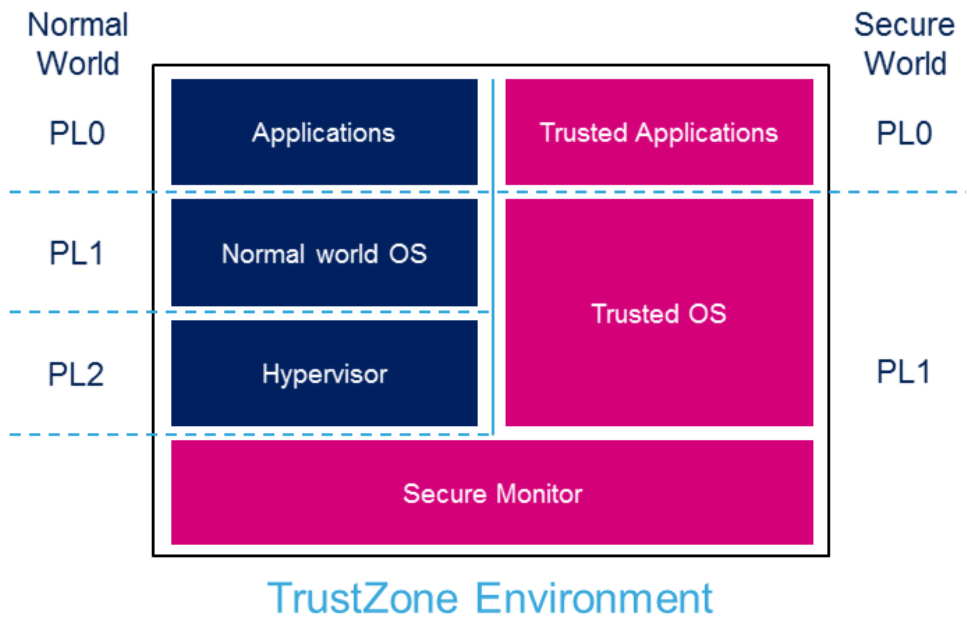 Normal
World
Secure
World
PL0
Applications
Trusted Applications
PL0
PL1
Normal world OS
Trusted OS
PL2
Hypervisor
PL1
Secure Monitor
TrustZone Environment